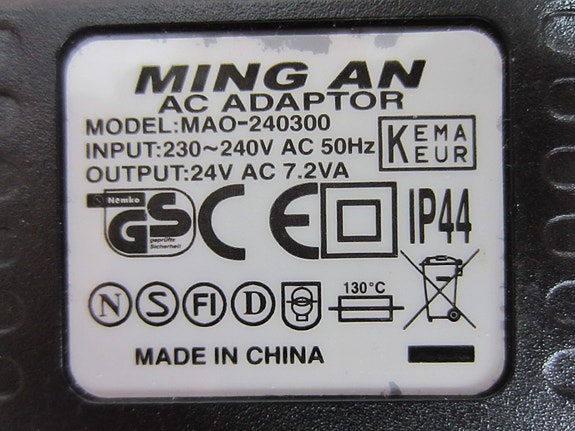 MING AN
AC ADAPTOR
MODEL:MAO-240300
INPUT:230~240V AC 50Hz
OUTPUT:24V AC 7.2VA
KEMA
KEUR
Nemko
GS
geprüfte
Sicherheit
CE
IP44
N S FI D
130°C
MADE IN CHINA